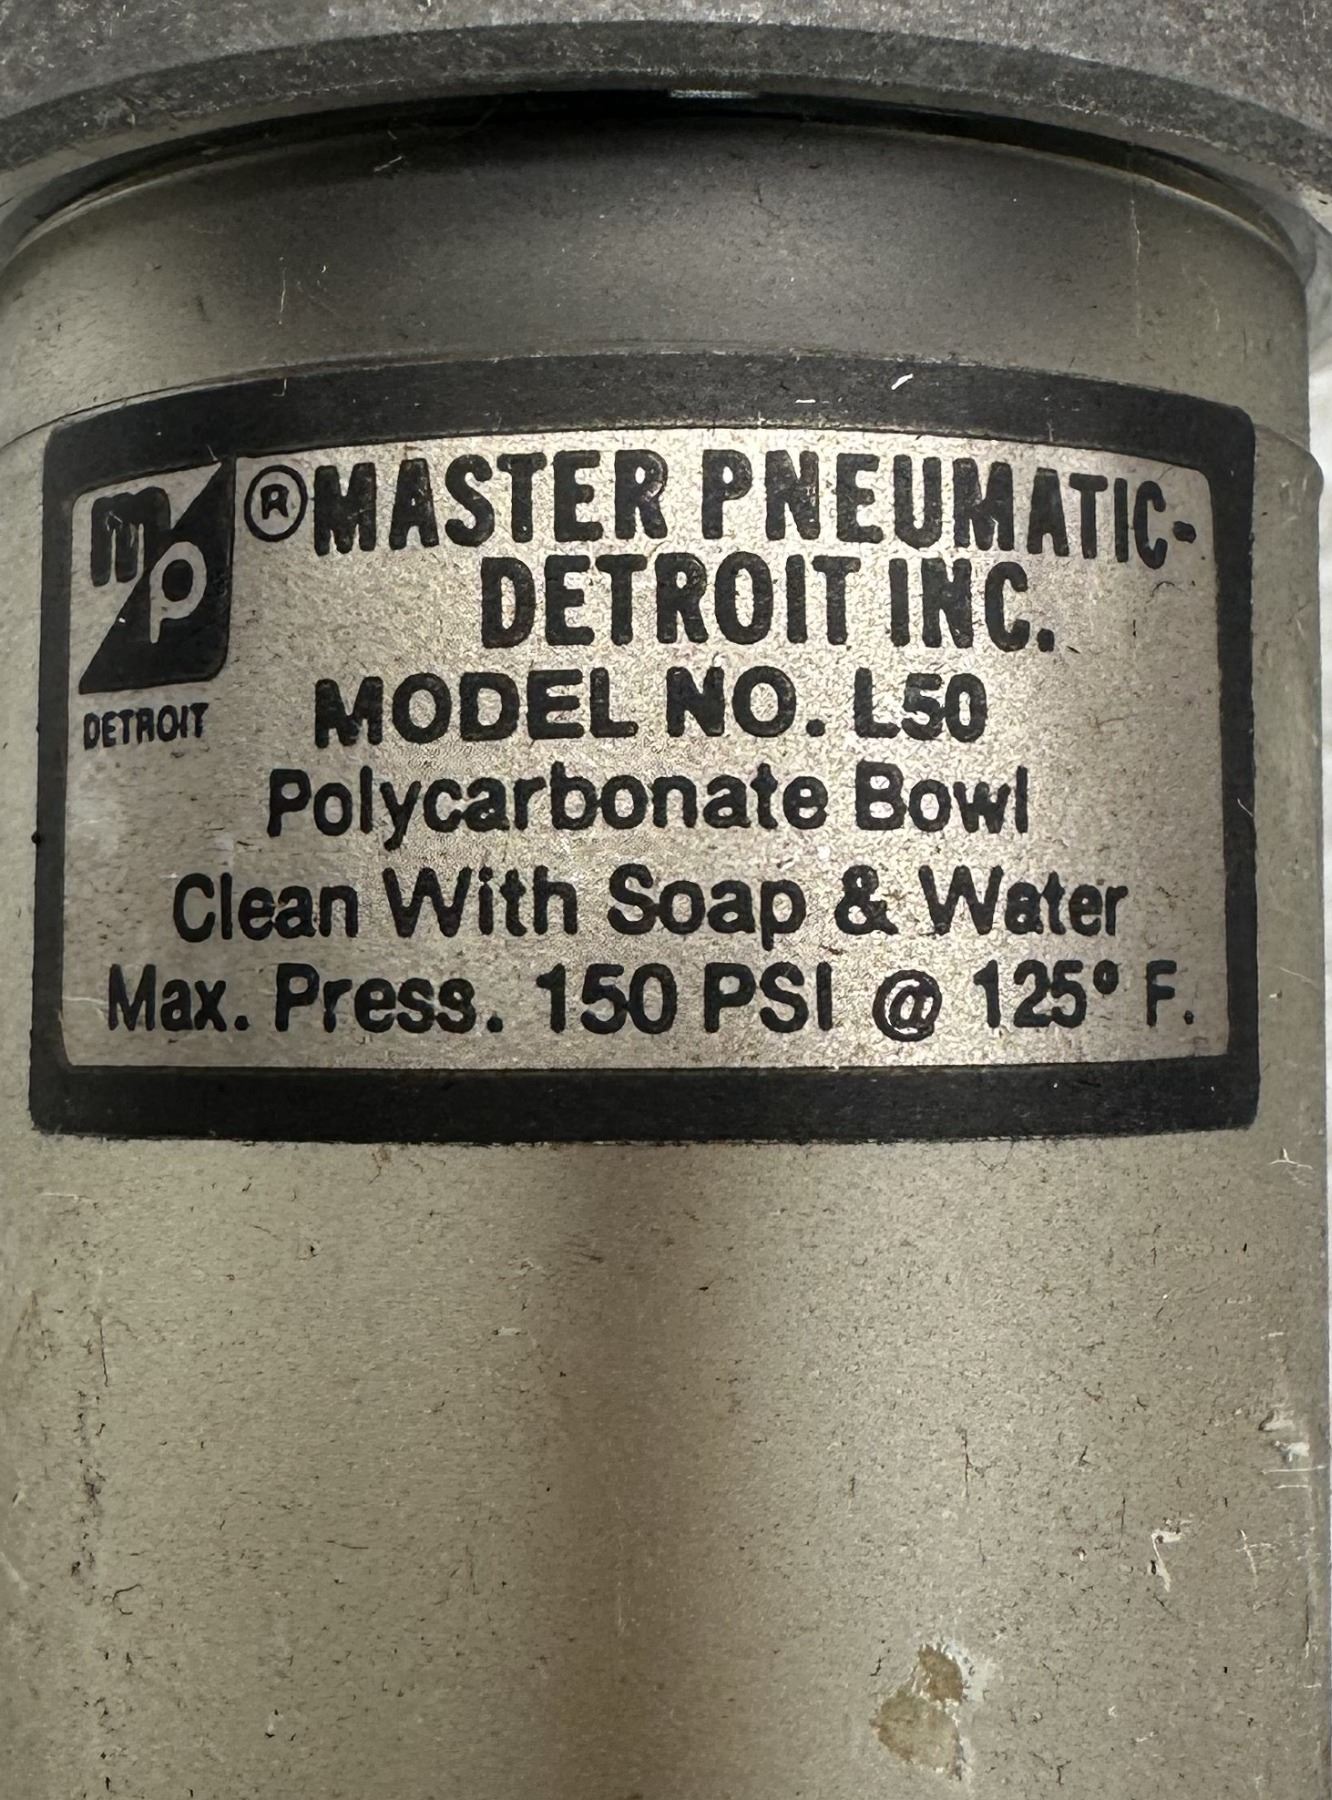 mp
DETROIT
®MASTER PNEUMATIC-
DETROIT INC.
MODEL NO. L50
Polycarbonate Bowl
Clean With Soap & Water
Max. Press. 150 PSI @ 125° F.